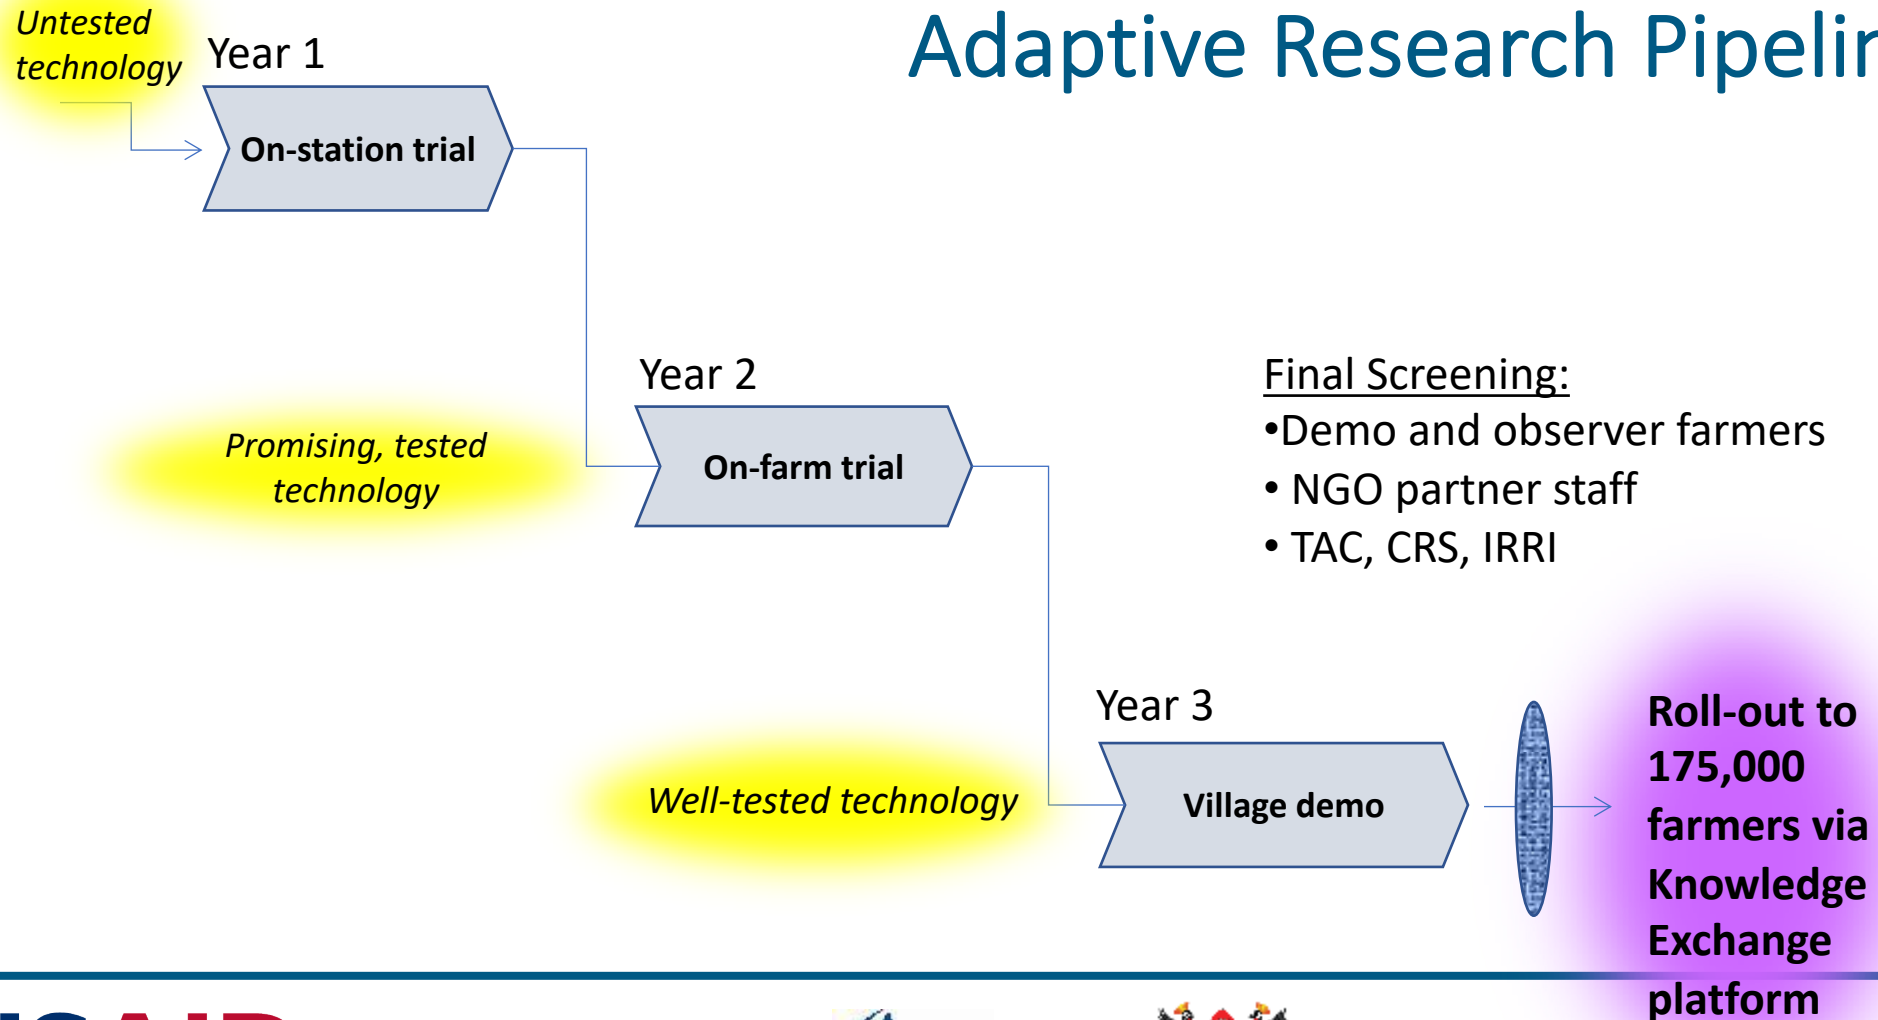 Adaptive Research
Untested
technology
Year 1
On-station trial
Year 2
Promising, tested
technology
On-farm trial
Final Screening:
•Demo and observer farmers
• NGO partner staff
• TAC, CRS, IRRI
Year 3
Well-tested technology
Village demo
Roll-out to
175,000
farmers via
Knowledge
Exchange
platform